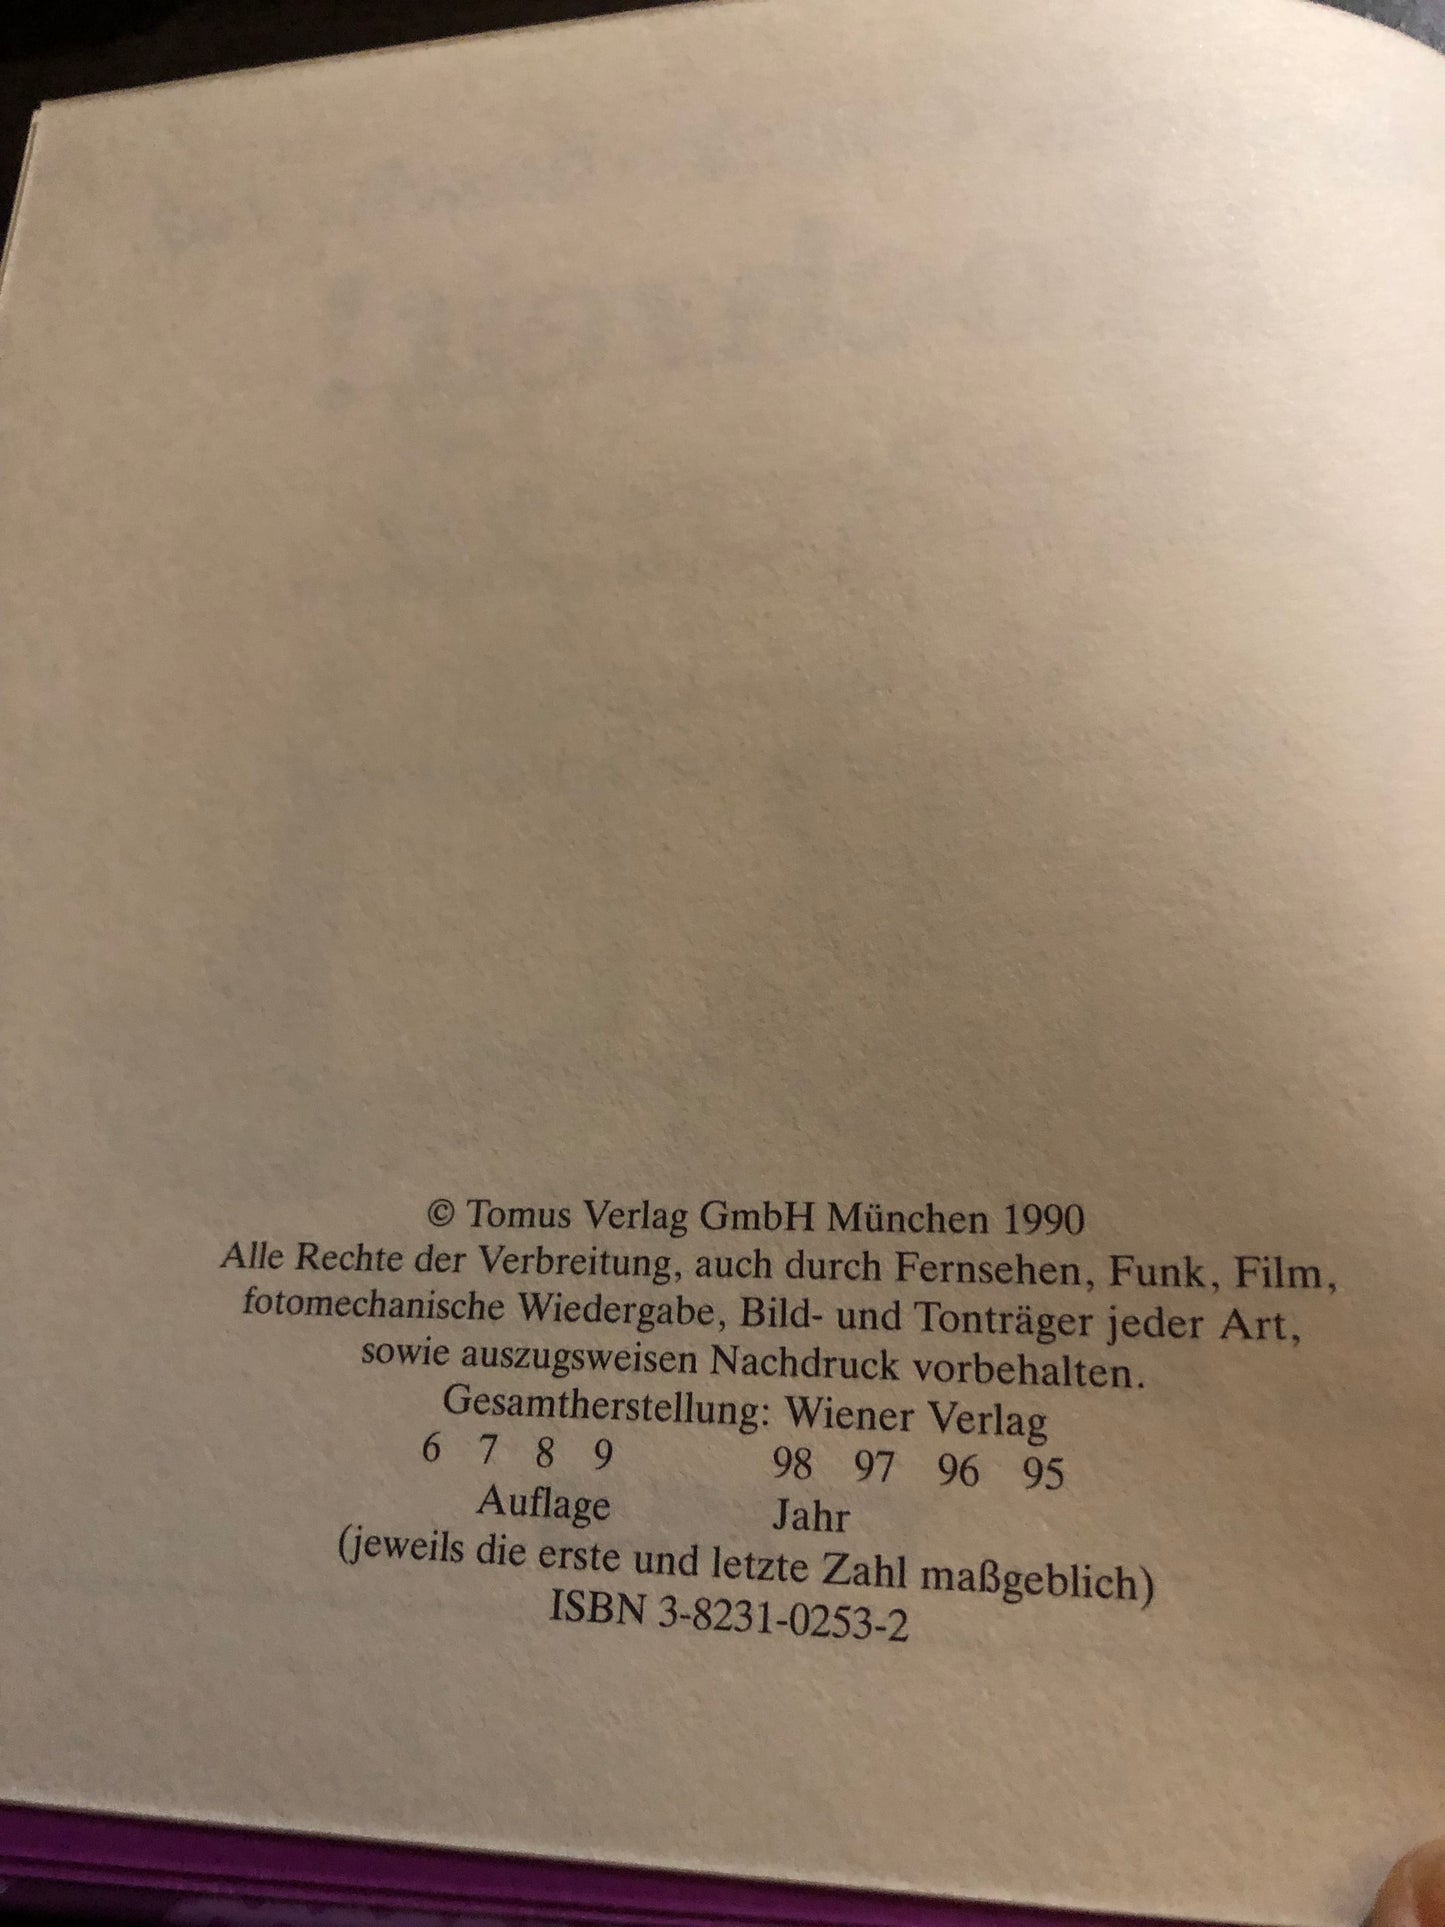 © Tomus Verlag GmbH München 1990
Alle Rechte der Verbreitung, auch durch Fernsehen, Funk, Film,
fotomechanische Wiedergabe, Bild- und Tonträger jeder Art,
sowie auszugsweisen Nachdruck vorbehalten.
Gesamtherstellung: Wiener Verlag
6 7 8 9 98 97 96 95
Auflage Jahr
(jeweils die erste und letzte Zahl maßgeblich)
ISBN 3-8231-0253-2